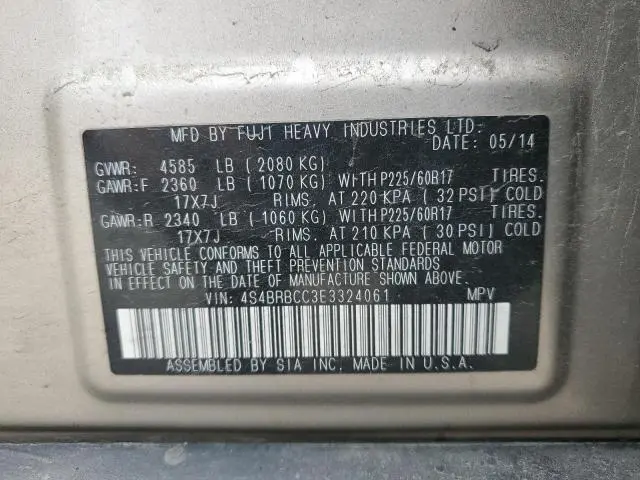 MFD BY FUJI HEAVY INDUSTRIES LTD.
DATE: 05/14
GVWR: 4585 LB ( 2080 KG)
GAWR:F 2360 LB ( 1070 KG) WITH P225/60R17 TIRES.
17X7J RIMS. AT 220 KPA ( 32 PSI) COLD
GAWR:R 2340 LB ( 1060 KG) WITH P225/60R17 TIRES.
17X7J RIMS. AT 210 KPA ( 30 PSI) COLD
THIS VEHICLE CONFORMS TO ALL APPLICABLE FEDERAL MOTOR
VEHICLE SAFETY AND THEFT PREVENTION STANDARDS
IN EFFECT ON THE DATE OF MANUFACTURE SHOWN ABOVE.
VIN: 4S4BRBCC3E3324061 MPV
ASSEMBLED BY SIA INC. MADE IN U.S.A.